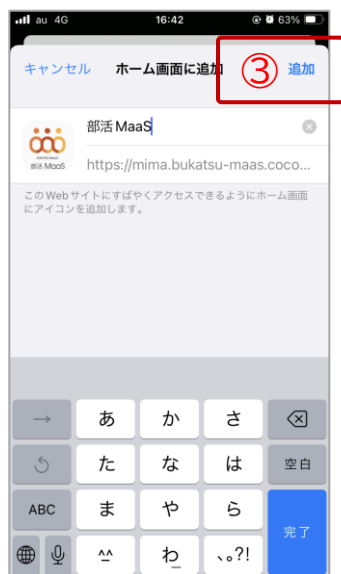 au 4G 16:42 63%
キャンセル ホーム画面に追加 ③ 追加
部活 MaaS
部活 MaaS
https://mima.bukatsu-maas.coco...
このWebサイトにすばやくアクセスできるようにホーム画面
にアイコンを追加します。
→ あ か さ
た な は 空白
ABC ま や ら
完了
^^ わ_ 、。?!